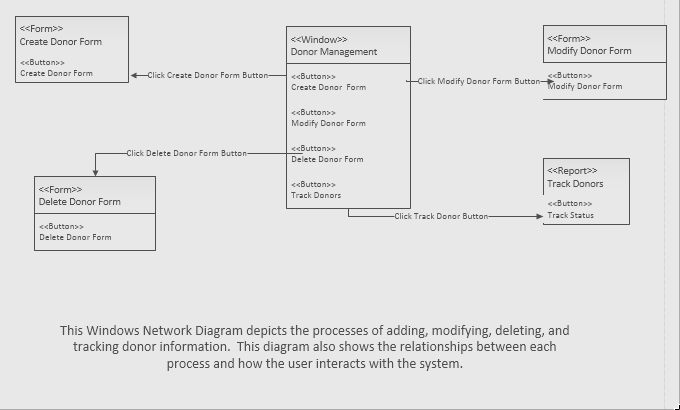 <<Form>>
Create Donor Form
<<Button>>
Create Donor Form
Click Create Donor Form Button
<<Window>>
Donor Management
<<Button>>
Create Donor  Form
<<Button>>
Modify Donor Form
<<Button>>
Delete Donor Form
<<Button>>
Track Donors
Click Modify Donor Form Button
<<Form>>
Modify Donor Form
<<Button>>
Modify Donor Form
Click Delete Donor Form Button
<<Form>>
Delete Donor Form
<<Button>>
Delete Donor Form
Click Track Donor Button
<<Report>>
Track Donors
<<Button>>
Track Status
This Windows Network Diagram depicts the processes of adding, modifying, deleting, and
tracking donor information.  This diagram also shows the relationships between each
process and how the user interacts with the system.